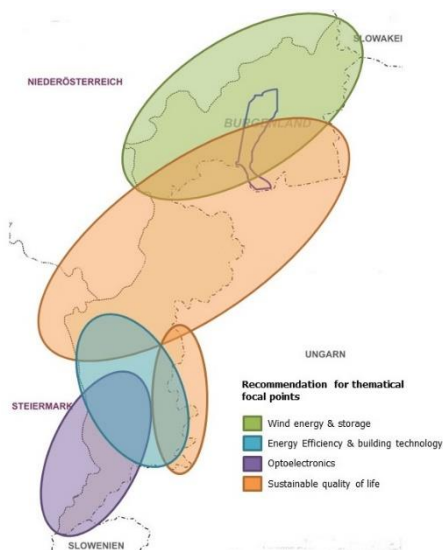 SLOWAKEI
NIEDERÖSTERREICH
BURGENLAND
UNGARN
Recommendation for thematical
focal points
STEIERMARK
Wind energy & storage
Energy Efficiency & building technology
Optoelectronics
Sustainable quality of life
SLOWENIEN